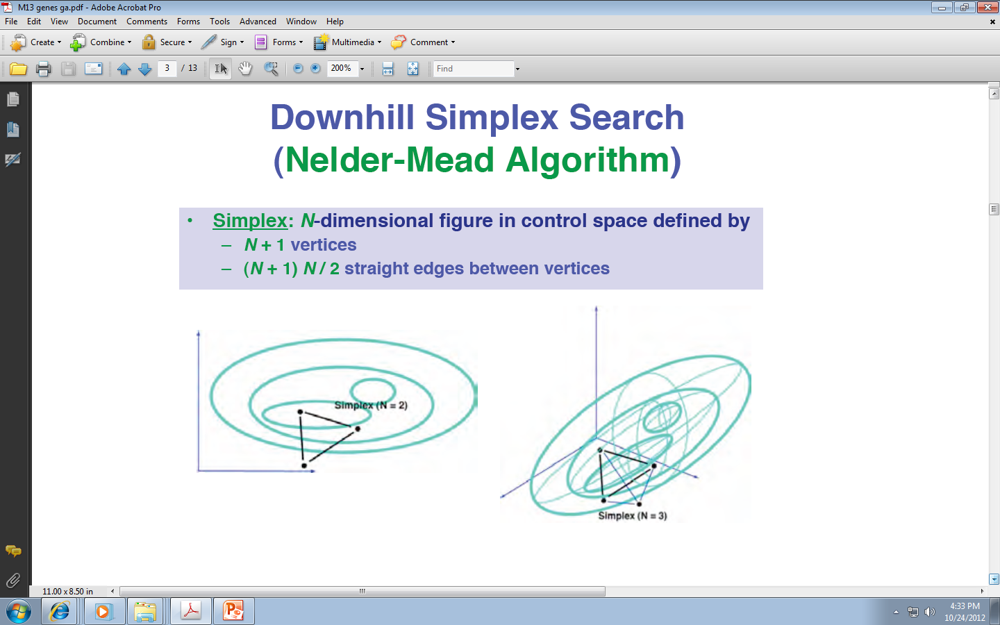 M13 genes ga.pdf - Adobe Acrobat Pro
File Edit View Document Comments Forms Tools Advanced Window Help
Create Combine Secure Sign Forms Multimedia Comment
3 / 13 200% Find
Downhill Simplex Search
(Nelder-Mead Algorithm)
• Simplex: N-dimensional figure in control space defined by
– N + 1 vertices
– (N + 1) N / 2 straight edges between vertices
Simplex (N = 2)
Simplex (N = 3)
11.00 x 8.50 in
4:33 PM
10/24/2012